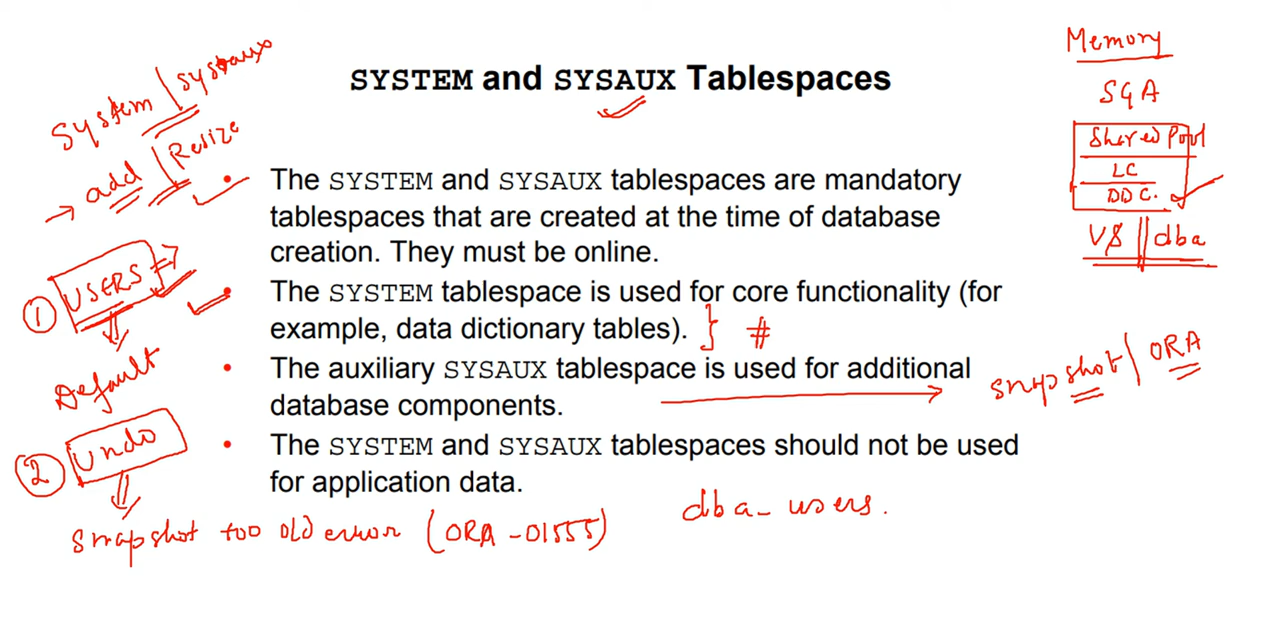 SYSTEM and SYSAUX Tablespaces
System / Sysaux
→ add / Resize
• The SYSTEM and SYSAUX tablespaces are mandatory
tablespaces that are created at the time of database
creation. They must be online.
• The SYSTEM tablespace is used for core functionality (for
example, data dictionary tables). } #
• The auxiliary SYSAUX tablespace is used for additional
database components.
→ snapshot / ORA
• The SYSTEM and SYSAUX tablespaces should not be used
for application data.
① USERS
Default
② Undo
Snapshot too old error (ORA-01555)
dba_users.
Memory
SGA
Shared Pool
LC
DDC.
V$ || dba